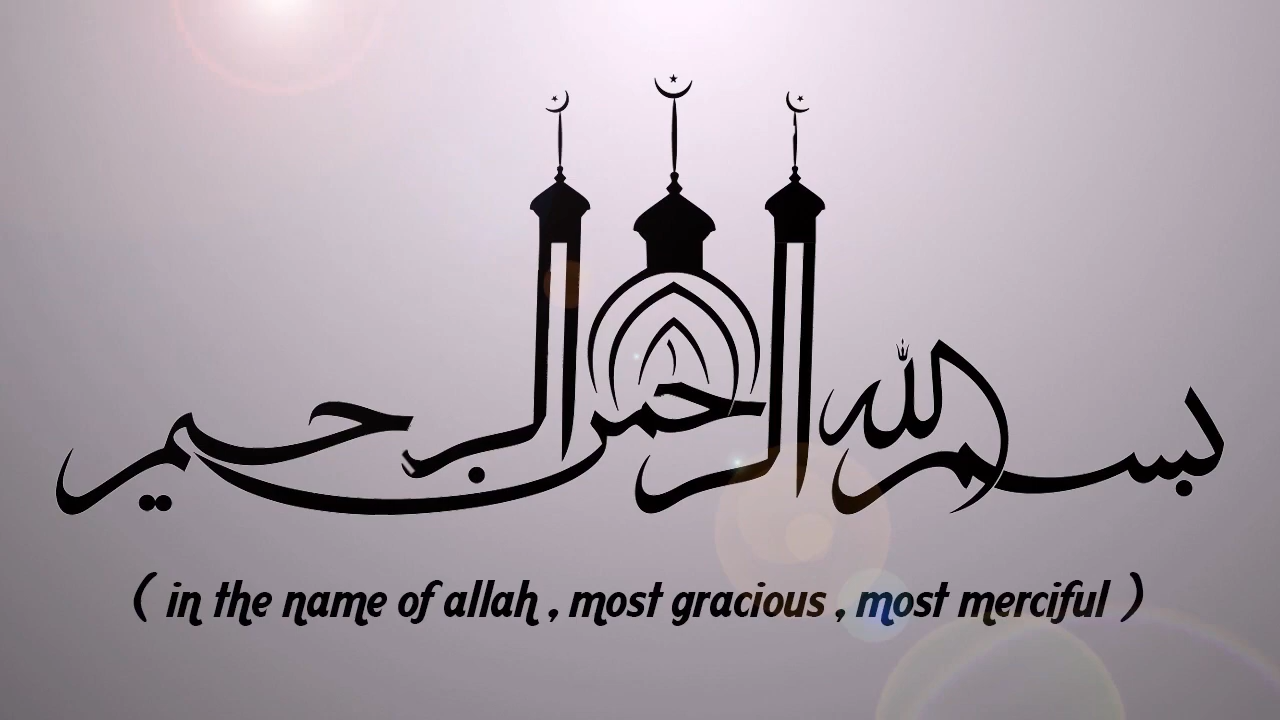 بسم الله الرحمن الرحيم
( in the name of allah , most gracious , most merciful )